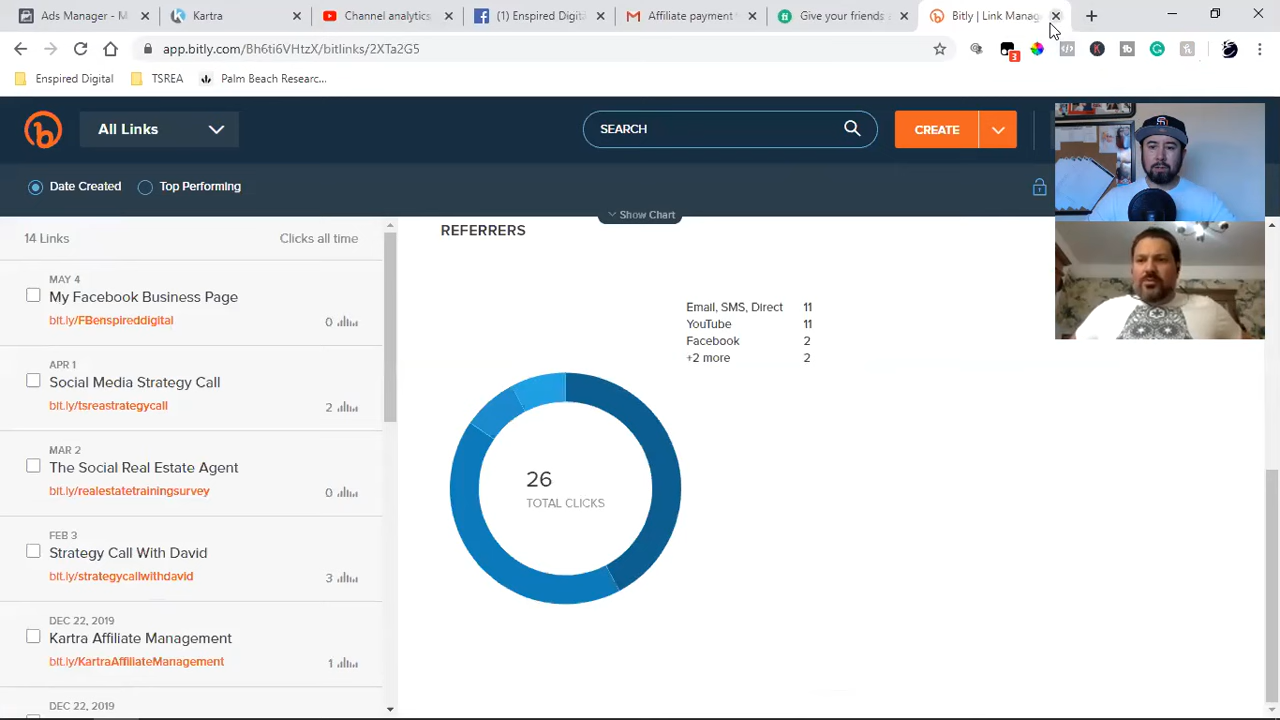 Ads Manager - M
Kartra
Channel analytics
(1) Enspired Digita
Affiliate payment
Give your friends a
Bitly | Link Manage
app.bitly.com/Bh6ti6VHtzX/bitlinks/2XTa2G5
3
Enspired Digital
TSREA
Palm Beach Researc...
All Links
SEARCH
CREATE
Date Created
Top Performing
Show Chart
14 Links
Clicks all time
MAY 4
My Facebook Business Page
bit.ly/FBenspireddigital
0
APR 1
Social Media Strategy Call
bit.ly/tsreastrategycall
2
MAR 2
The Social Real Estate Agent
bit.ly/realestatetrainingsurvey
0
FEB 3
Strategy Call With David
bit.ly/strategycallwithdavid
3
DEC 22, 2019
Kartra Affiliate Management
bit.ly/KartraAffiliateManagement
1
DEC 22, 2019
REFERRERS
Email, SMS, Direct 11
YouTube 11
Facebook 2
+2 more 2
26
TOTAL CLICKS